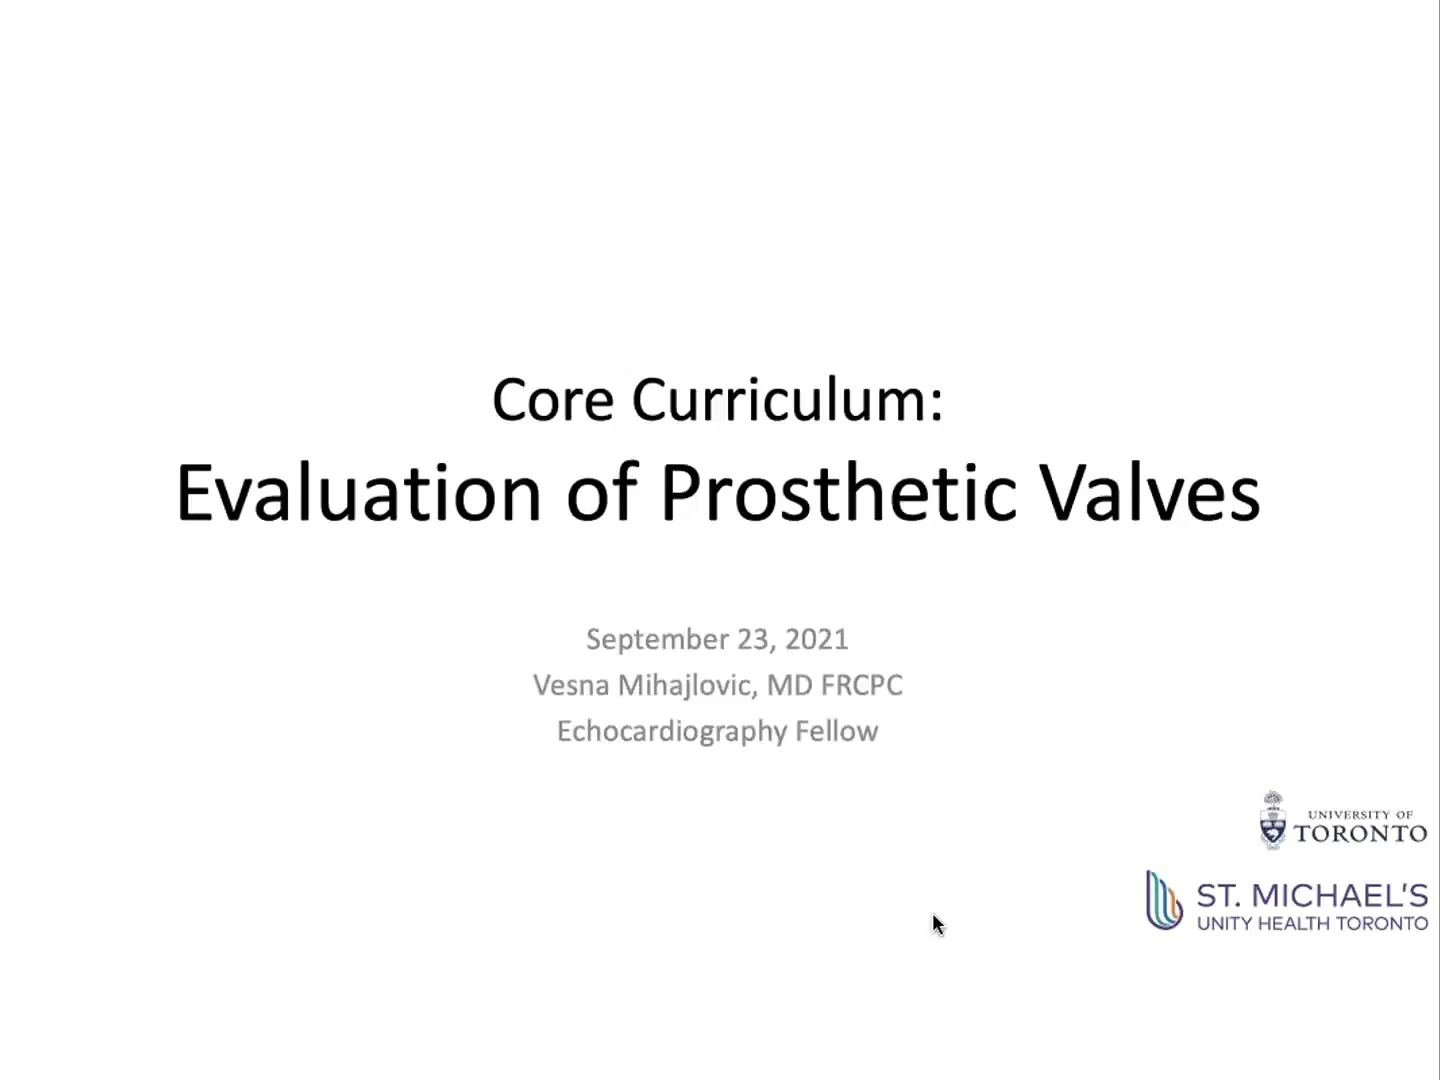 Core Curriculum:
Evaluation of Prosthetic Valves
September 23, 2021
Vesna Mihajlovic, MD FRCPC
Echocardiography Fellow
UNIVERSITY OF
TORONTO
ST. MICHAEL'S
UNITY HEALTH TORONTO